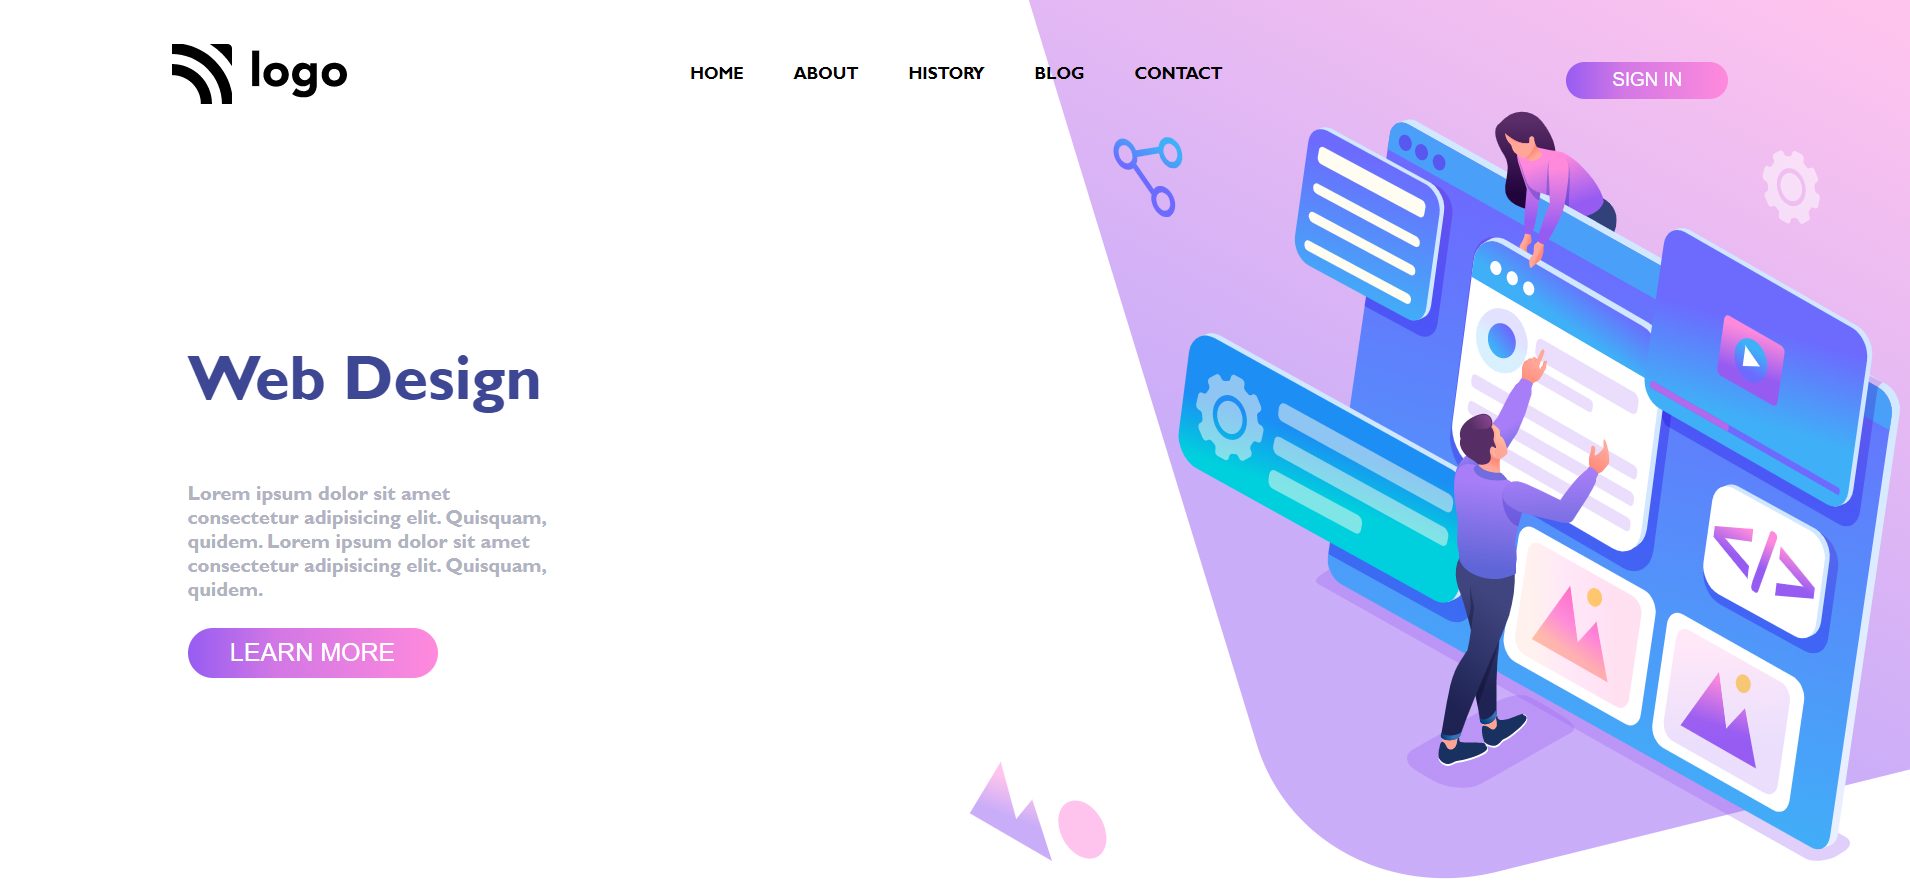 logo
HOME ABOUT HISTORY BLOG CONTACT
SIGN IN
Web Design
Lorem ipsum dolor sit amet
consectetur adipisicing elit. Quisquam,
quidem. Lorem ipsum dolor sit amet
consectetur adipisicing elit. Quisquam,
quidem.
LEARN MORE
</>